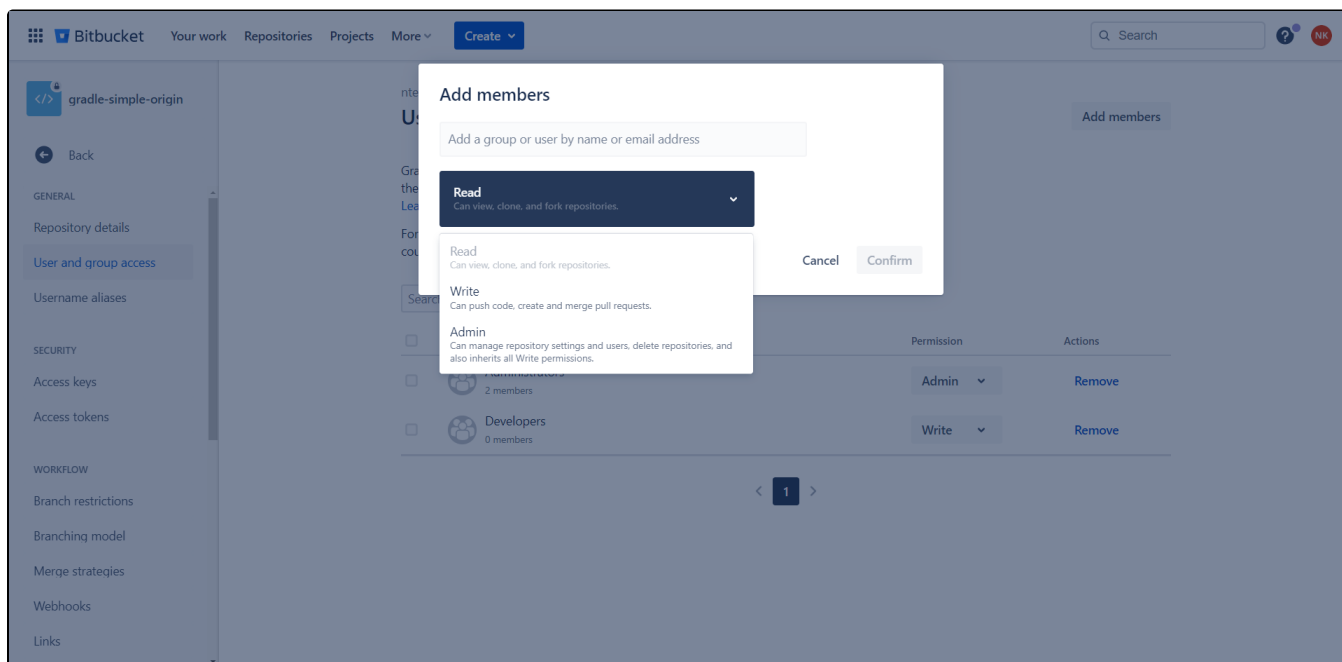 Bitbucket Your work Repositories Projects More Create Search ? NK
</> gradle-simple-origin
Back
GENERAL
Repository details
User and group access
Username aliases
SECURITY
Access keys
Access tokens
WORKFLOW
Branch restrictions
Branching model
Merge strategies
Webhooks
Links
Add members
Add members
Add a group or user by name or email address
Read
Can view, clone, and fork repositories.
Read
Can view, clone, and fork repositories.
Write
Can push code, create and merge pull requests.
Admin
Can manage repository settings and users, delete repositories, and
also inherits all Write permissions.
Cancel Confirm
Permission Actions
Administrators
2 members
Admin Remove
Developers
0 members
Write Remove
1